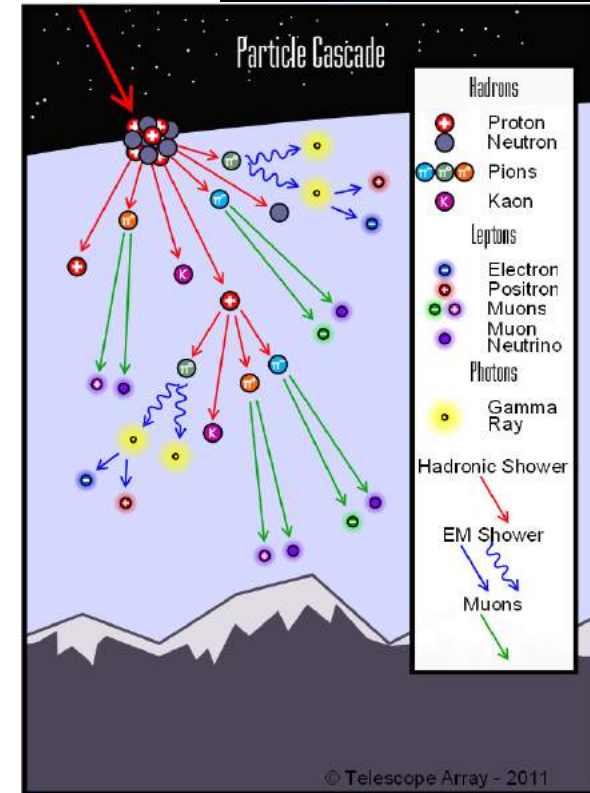 Particle Cascade
Hadrons
Proton
Neutron
Pions
Kaon
Leptons
Electron
Positron
Muons
Muon
Neutrino
Photons
Gamma
Ray
Hadronic Shower
EM Shower
Muons
© Telescope Array - 2011